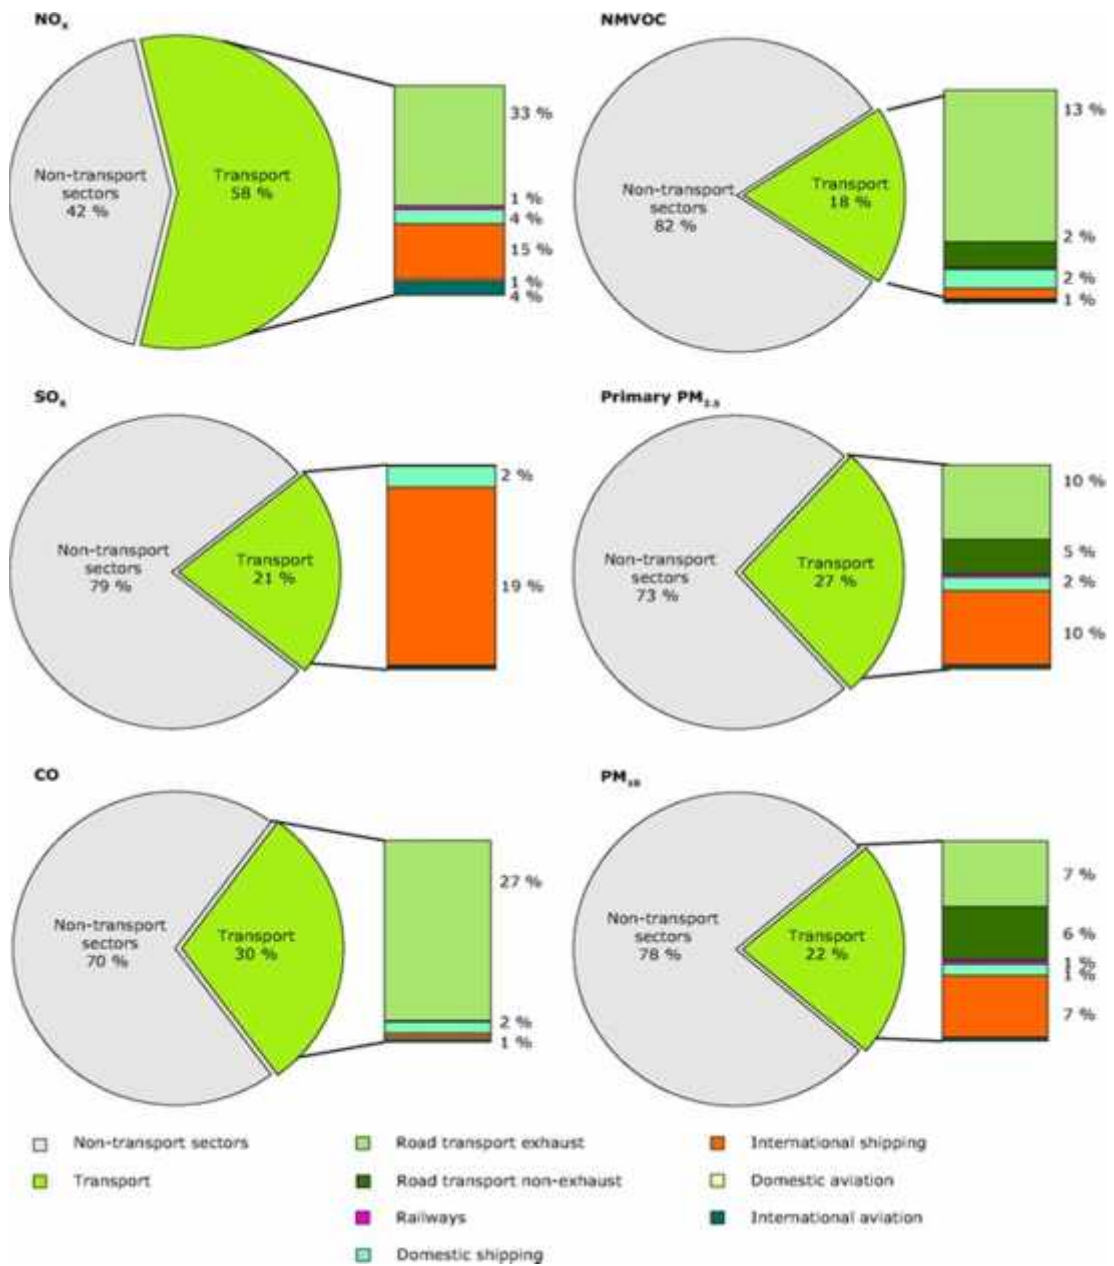 NOₓ
Non-transport
sectors
42 %
Transport
58 %
33 %
1 %
4 %
15 %
1 %
4 %
NMVOC
Non-transport
sectors
82 %
Transport
18 %
13 %
2 %
2 %
1 %
SOₓ
Non-transport
sectors
79 %
Transport
21 %
2 %
19 %
Primary PM₂.₅
Non-transport
sectors
73 %
Transport
27 %
10 %
5 %
2 %
10 %
CO
Non-transport
sectors
70 %
Transport
30 %
27 %
2 %
1 %
PM₁₀
Non-transport
sectors
78 %
Transport
22 %
7 %
6 %
1 %
1 %
7 %
Non-transport sectors
Transport
Road transport exhaust
Road transport non-exhaust
Railways
Domestic shipping
International shipping
Domestic aviation
International aviation